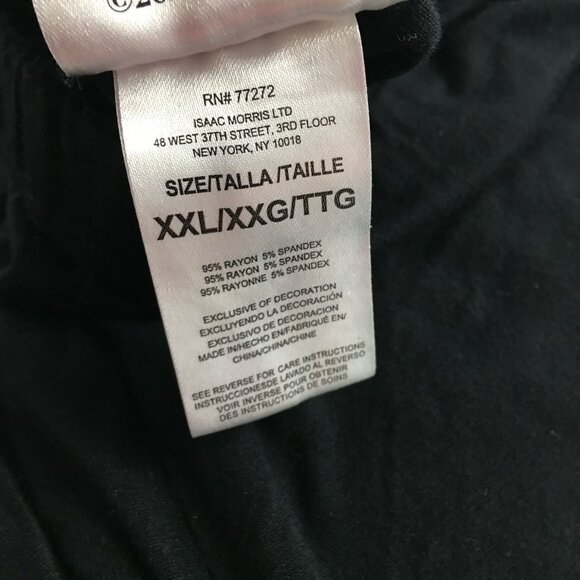 ©20
RN# 77272
ISAAC MORRIS LTD
48 WEST 37TH STREET, 3RD FLOOR
NEW YORK, NY 10018
SIZE/TALLA /TAILLE
XXL/XXG/TTG
95% RAYON 5% SPANDEX
95% RAYON 5% SPANDEX
95% RAYONNE 5% SPANDEX
EXCLUSIVE OF DECORATION
EXCLUYENDO LA DECORACIÓN
EXCLUSIVO DE DECORACION
MADE IN/HECHO EN/FABRIQUÉ EN/
CHINA/CHINA/CHINE
SEE REVERSE FOR CARE INSTRUCTIONS
INSTRUCCIONESDE LAVADO AL REVERSO
VOIR INVERSE POUR OBTENIR
DES INSTRUCTIONS DE SOINS